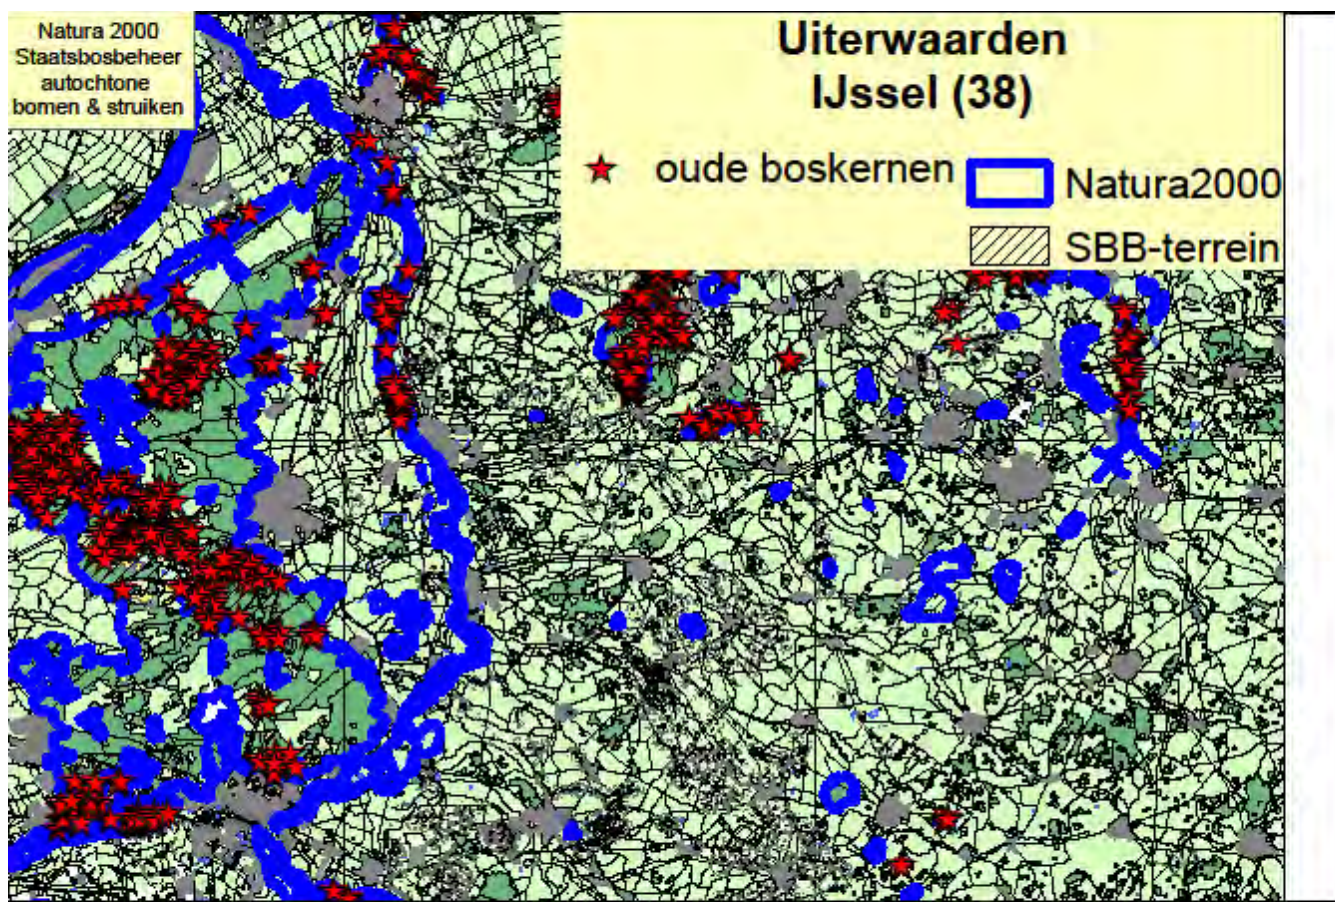 Natura 2000
Staatsbosbeheer
autochtone
bomen & struiken
Uiterwaarden
IJssel (38)
oude boskernen
Natura2000
SBB-terrein